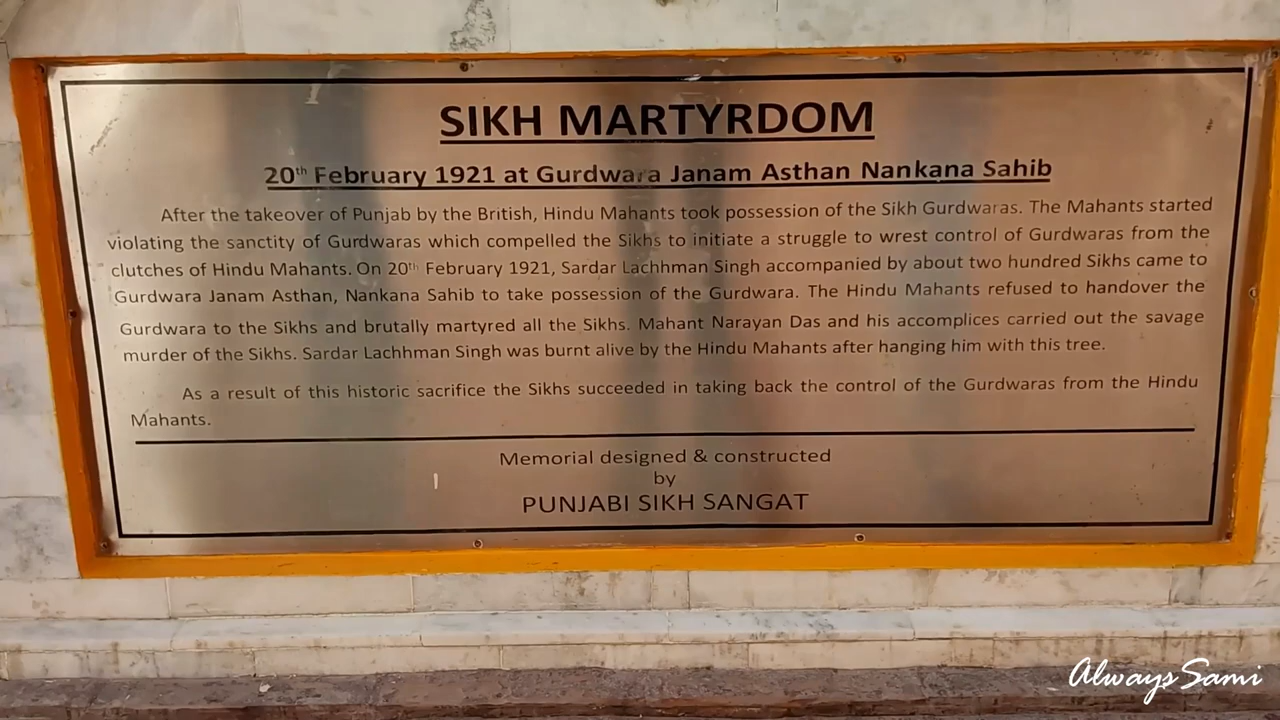 SIKH MARTYRDOM
20th February 1921 at Gurdwara Janam Asthan Nankana Sahib
After the takeover of Punjab by the British, Hindu Mahants took possession of the Sikh Gurdwaras. The Mahants started
violating the sanctity of Gurdwaras which compelled the Sikhs to initiate a struggle to wrest control of Gurdwaras from the
clutches of Hindu Mahants. On 20th February 1921, Sardar Lachhman Singh accompanied by about two hundred Sikhs came to
Gurdwara Janam Asthan, Nankana Sahib to take possession of the Gurdwara. The Hindu Mahants refused to handover the
Gurdwara to the Sikhs and brutally martyred all the Sikhs. Mahant Narayan Das and his accomplices carried out the savage
murder of the Sikhs. Sardar Lachhman Singh was burnt alive by the Hindu Mahants after hanging him with this tree.
As a result of this historic sacrifice the Sikhs succeeded in taking back the control of the Gurdwaras from the Hindu
Mahants.
Memorial designed & constructed
by
PUNJABI SIKH SANGAT
AlwaysSami